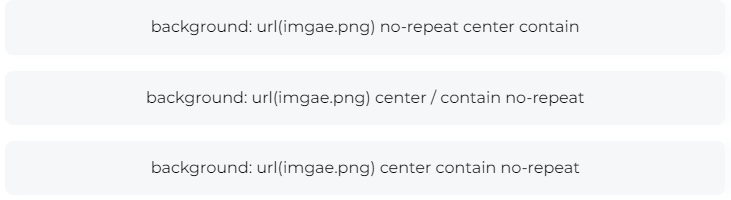 background: url(imgae.png) no-repeat center contain
background: url(imgae.png) center / contain no-repeat
background: url(imgae.png) center contain no-repeat